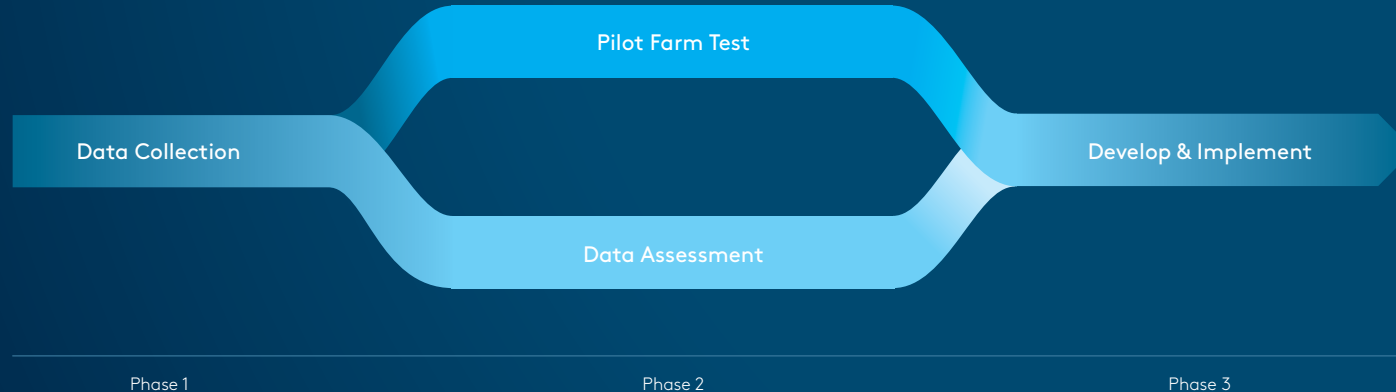 Pilot Farm Test
Data Collection
Develop & Implement
Data Assessment
Phase 1
Phase 2
Phase 3